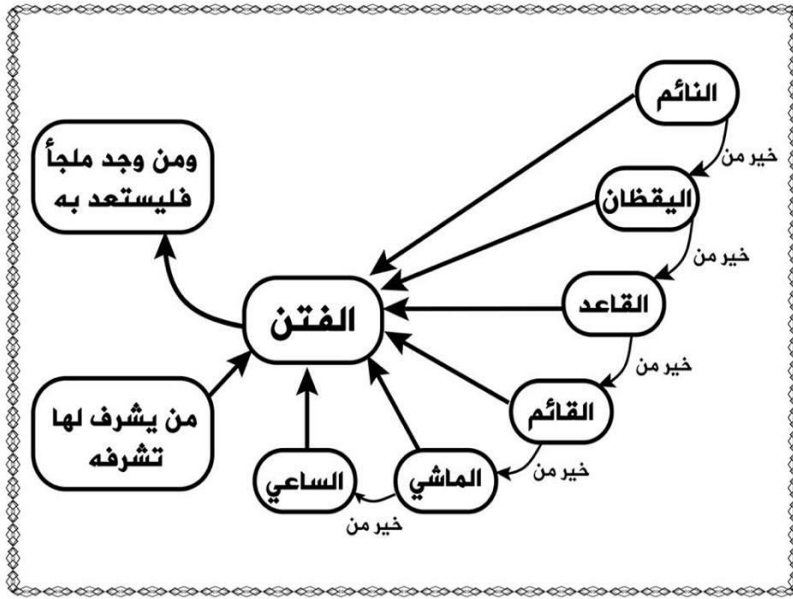 النائم
خير من
اليقظان
خير من
القاعد
خير من
القائم
خير من
الماشي
خير من
الساعي
الفتن
من يشرف لها
تشرفه
ومن وجد ملجأ
فليستعد به